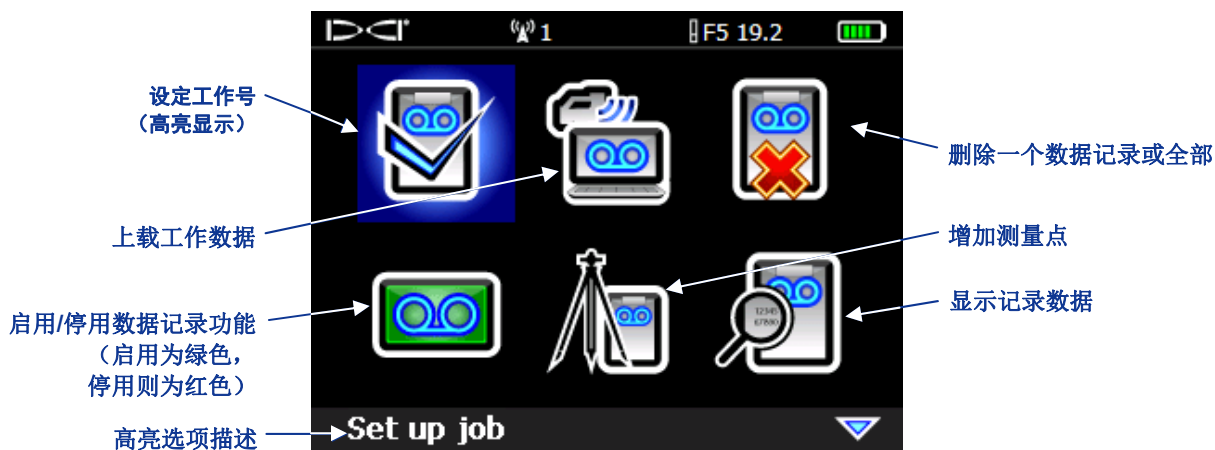 DCI
1
F5 19.2
设定工作号
（高亮显示）
删除一个数据记录或全部
上载工作数据
增加测量点
启用/停用数据记录功能
（启用为绿色，
停用则为红色）
显示记录数据
12345
67890
高亮选项描述
Set up job